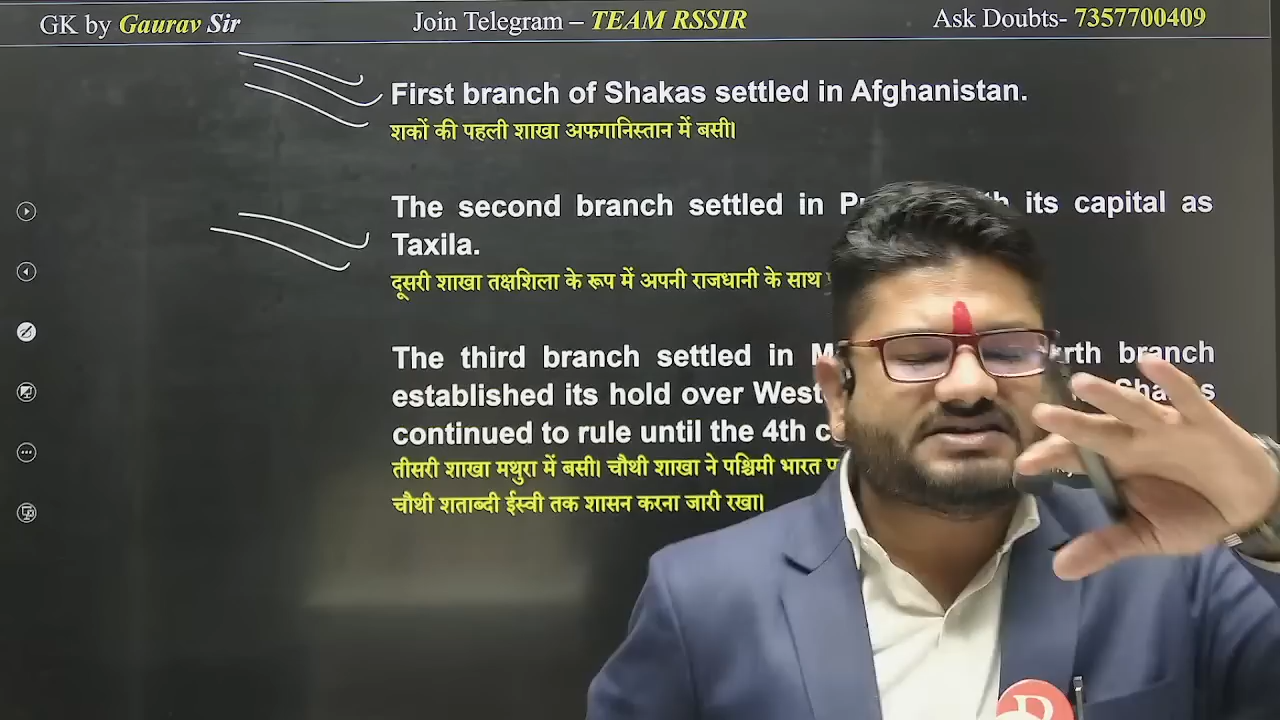 GK by Gaurav Sir
Join Telegram – TEAM RSSIR
Ask Doubts- 7357700409
First branch of Shakas settled in Afghanistan.
शकों की पहली शाखा अफगानिस्तान में बसी।
The second branch settled in its capital as
Taxila.
दूसरी शाखा तक्षशिला के रूप में अपनी राजधानी के साथ
The third branch settled in branch
established its hold over
continued to rule until the 4th
तीसरी शाखा मथुरा में बसी। चौथी शाखा ने पश्चिमी भारत
चौथी शताब्दी ईस्वी तक शासन करना जारी रखा।